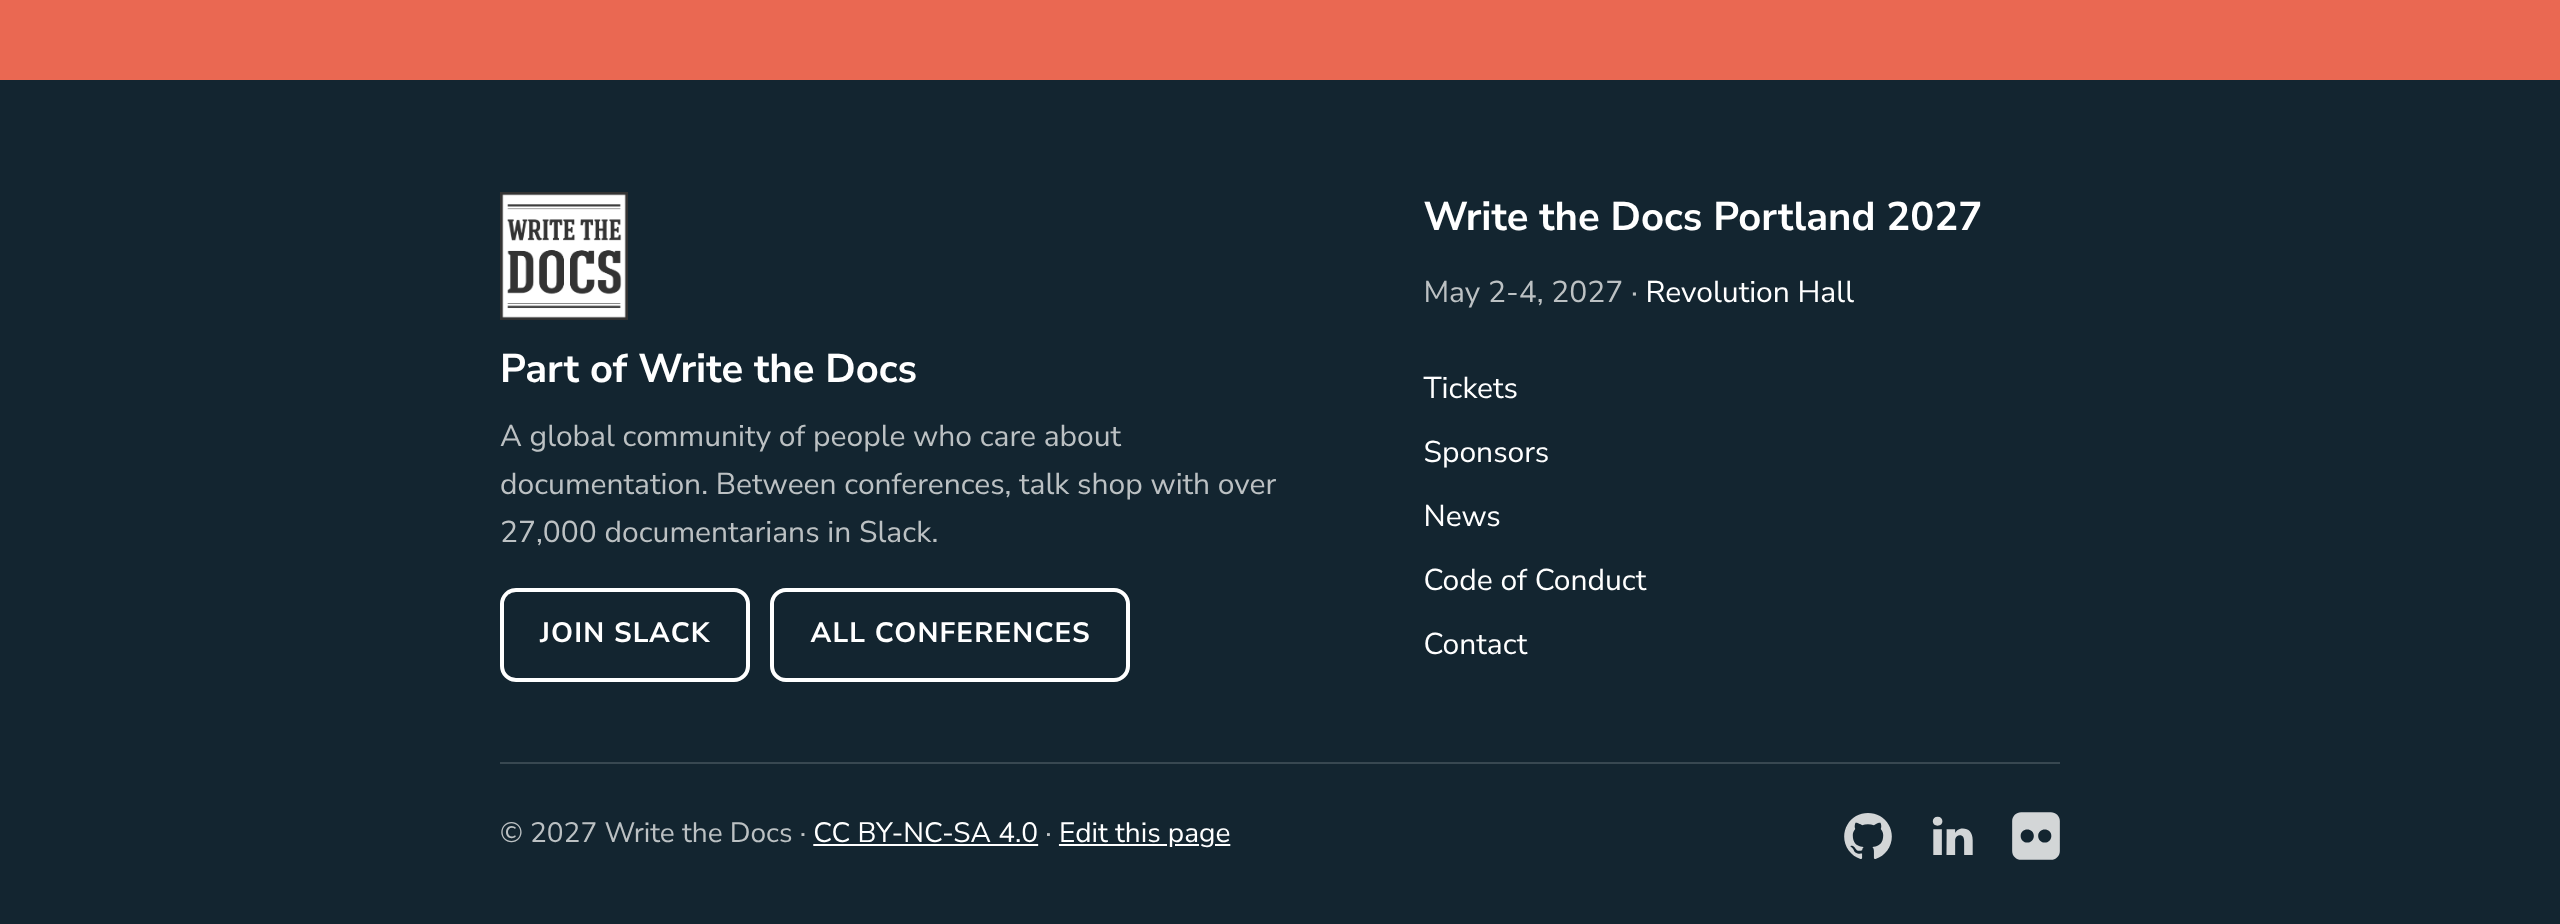 WRITE THE
DOCS
Part of Write the Docs
A global community of people who care about
documentation. Between conferences, talk shop with over
27,000 documentarians in Slack.
JOIN SLACK
ALL CONFERENCES
Write the Docs Portland 2027
May 2-4, 2027 · Revolution Hall
Tickets
Sponsors
News
Code of Conduct
Contact
© 2027 Write the Docs · CC BY-NC-SA 4.0 · Edit this page
in